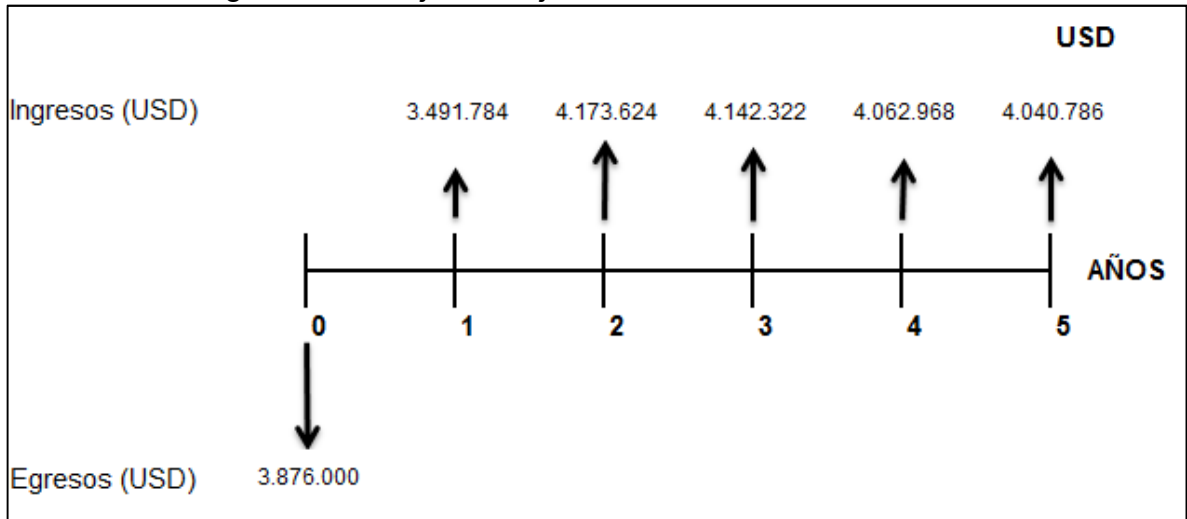 USD
Ingresos (USD) 3.491.784 4.173.624 4.142.322 4.062.968 4.040.786
AÑOS
0 1 2 3 4 5
Egresos (USD) 3.876.000